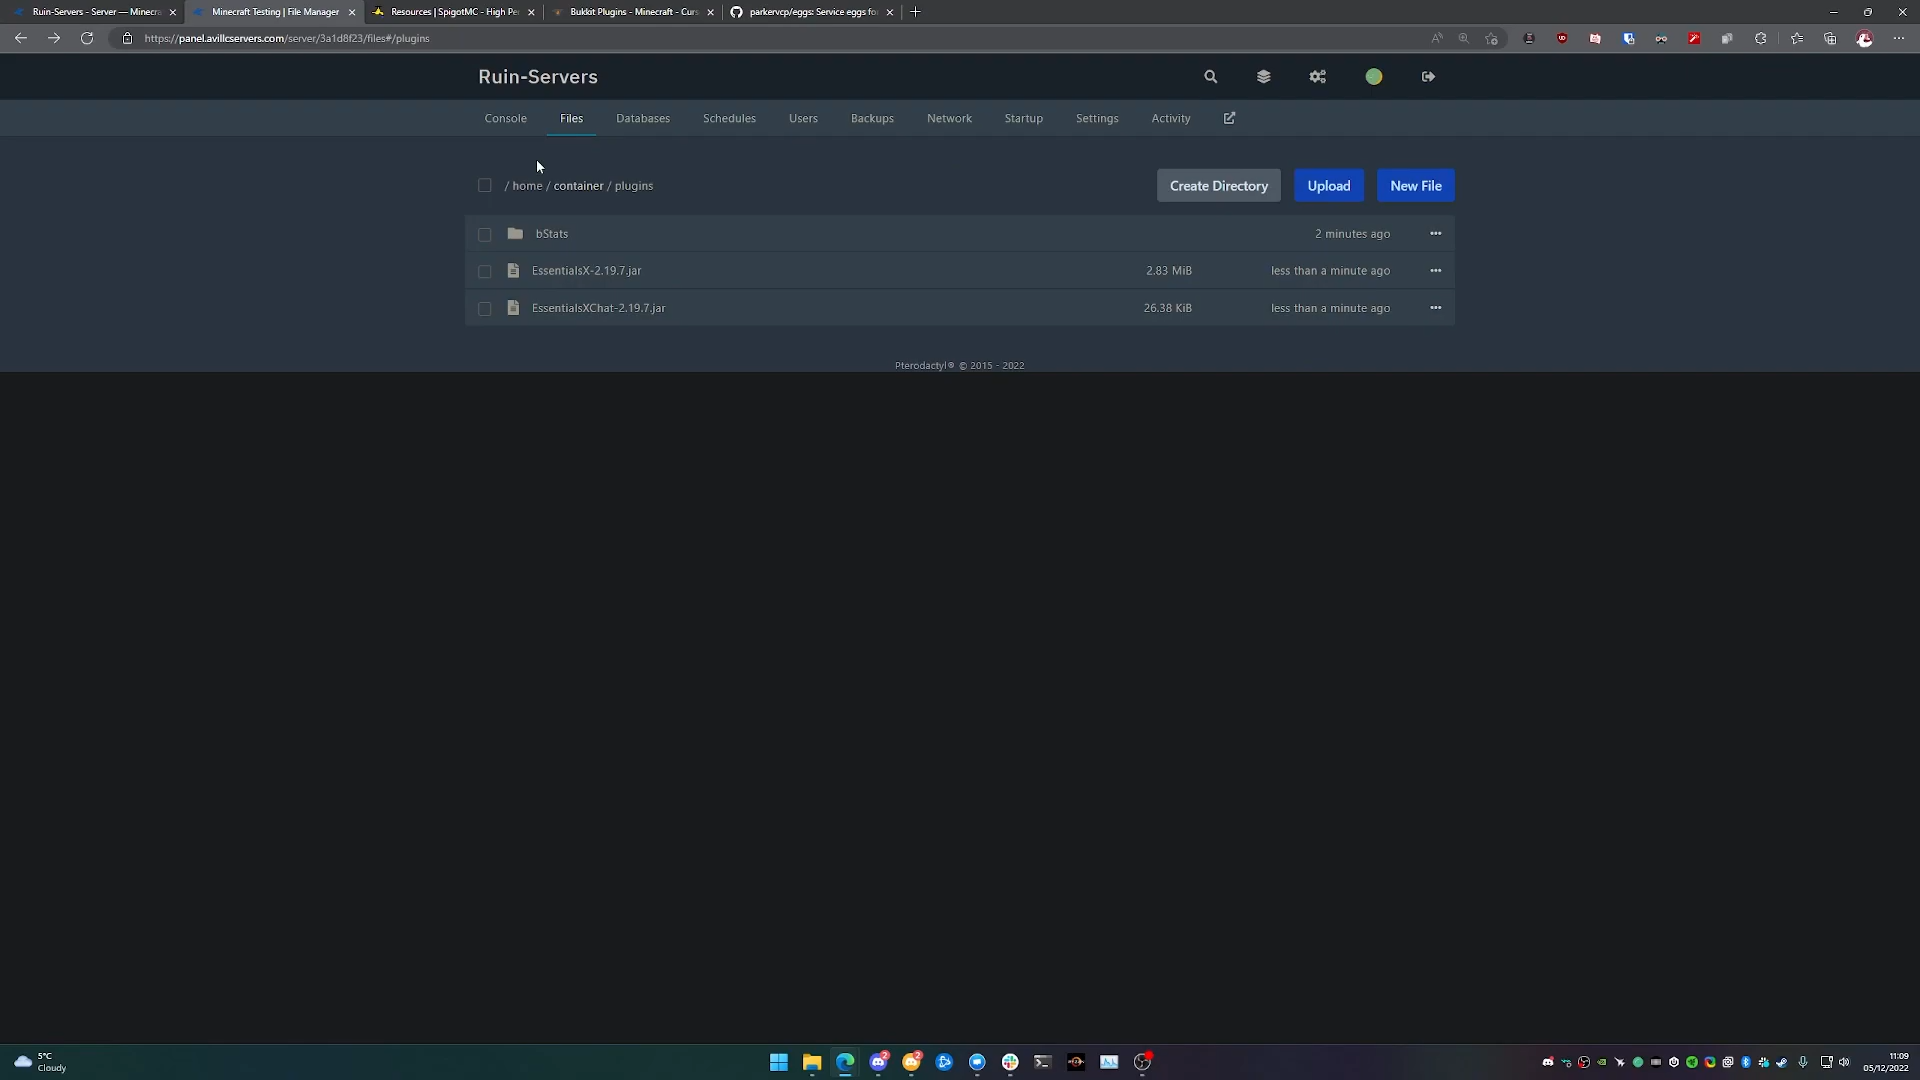 Ruin-Servers - Server — Minecra
Minecraft Testing | File Manager
Resources | SpigotMC - High Pe
Bukkit Plugins - Minecraft - Curs
parkervcp/eggs: Service eggs fo
https://panel.avillcservers.com/server/3a1d8f23/files#/plugins
Ruin-Servers
Console
Files
Databases
Schedules
Users
Backups
Network
Startup
Settings
Activity
/ home / container / plugins
Create Directory
Upload
New File
bStats
2 minutes ago
EssentialsX-2.19.7.jar
2.83 MiB
less than a minute ago
EssentialsXChat-2.19.7.jar
26.38 KiB
less than a minute ago
Pterodactyl® © 2015 - 2022
5°C
Cloudy
2
2
11:09
05/12/2022